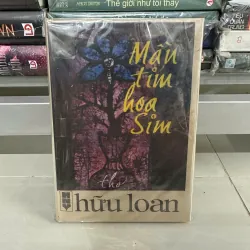 Thế giới như tôi thấy
Màu
tím
hoa
Sim
thơ
hữu loan